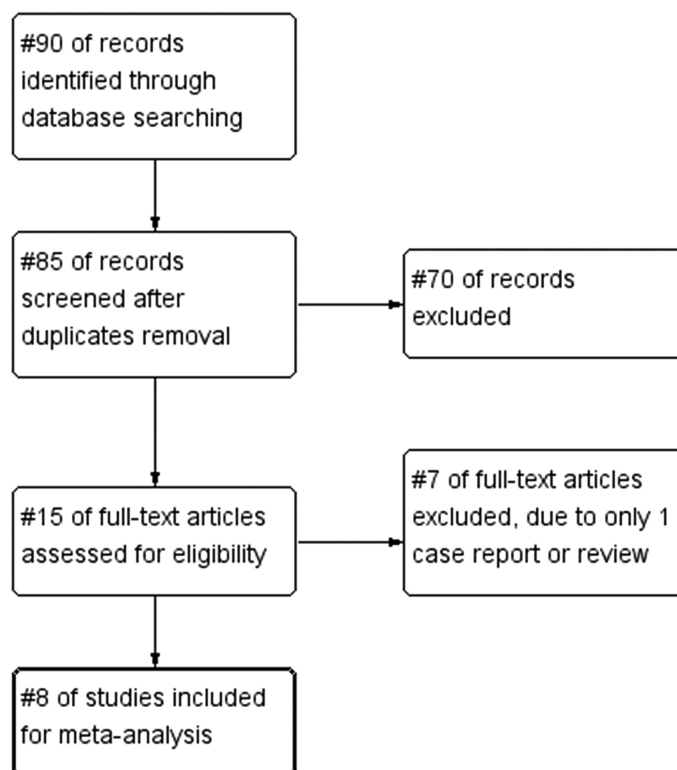 #90 of records
identified through
database searching
#85 of records
screened after
duplicates removal
#70 of records
excluded
#15 of full-text articles
assessed for eligibility
#7 of full-text articles
excluded, due to only 1
case report or review
#8 of studies included
for meta-analysis